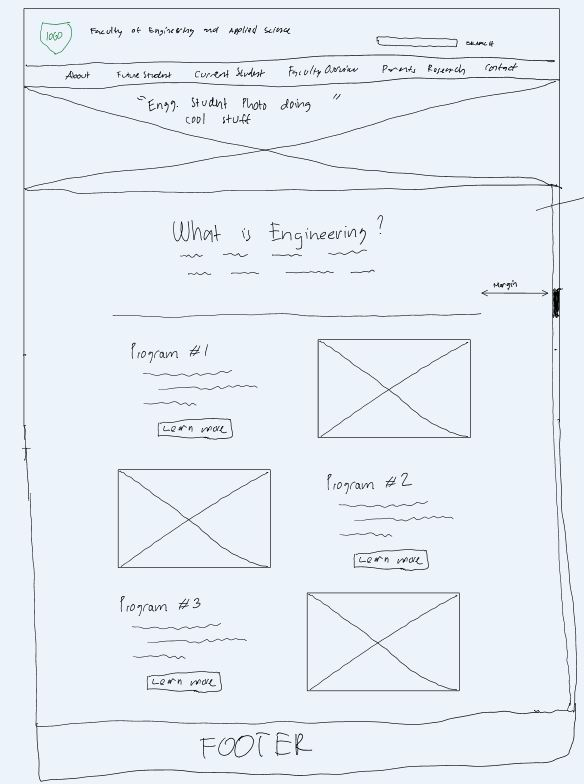 LOGO
Faculty of Engineering and Applied Science
SEARCH
About Future Student Current Student Faculty Overview Parents Research Contact
"Engg. Student Photo doing "
cool stuff
What is Engineering?
Margin
Program #1
Learn more
Program #2
Learn more
Program #3
Learn more
FOOTER